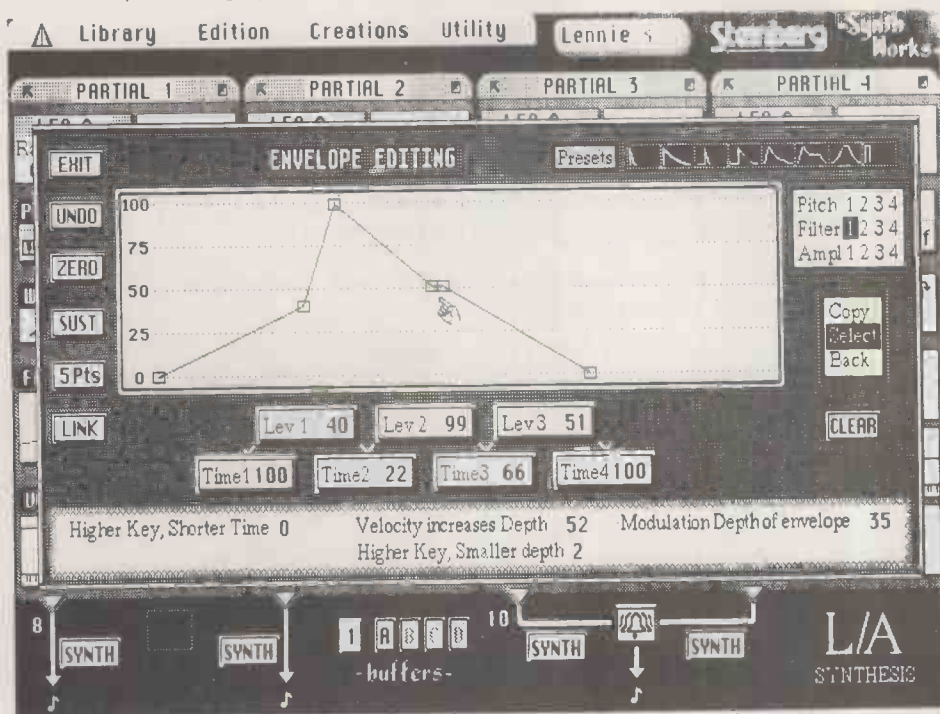 Library Edition Creations Utility Lennie s Steinberg Synth Works
PARTIAL 1 PARTIAL 2 PARTIAL 3 PARTIAL 4
EXIT ENVELOPE EDITING Presets
UNDO
ZERO
SUST
5Pts
LINK
100
75
50
25
0
Pitch 1 2 3 4
Filter 1 2 3 4
Ampl 1 2 3 4
Copy
Select
Back
CLEAR
Lev 1 40 Lev 2 99 Lev 3 51
Time1 100 Time2 22 Time3 66 Time4 100
Higher Key, Shorter Time 0 Velocity increases Depth 52 Modulation Depth of envelope 35
Higher Key, Smaller depth 2
8 SYNTH SYNTH 1 A B C D 10 SYNTH SYNTH L/A
-buffers- SYNTHESIS